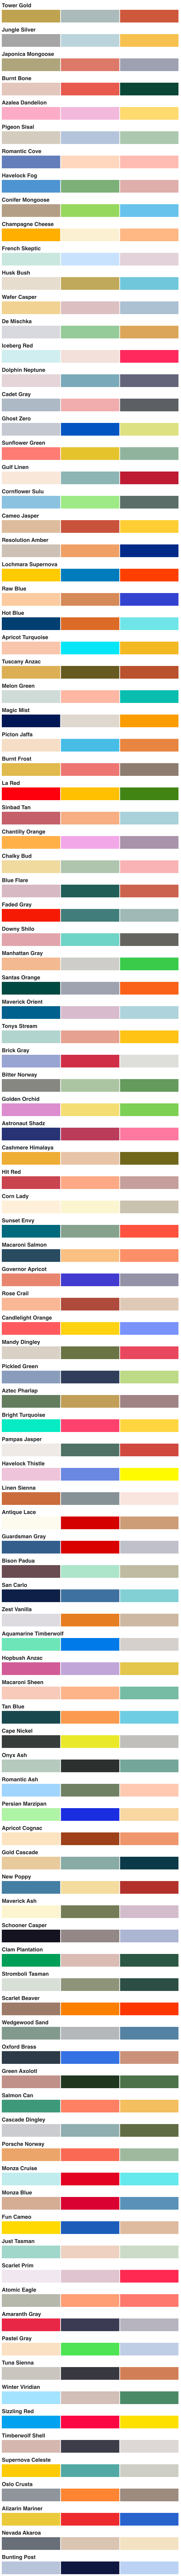 Tower Gold
Jungle Silver
Japonica Mongoose
Burnt Bone
Azalea Dandelion
Pigeon Sisal
Romantic Cove
Havelock Fog
Conifer Mongoose
Champagne Cheese
French Skeptic
Husk Bush
Wafer Casper
De Mischka
Iceberg Red
Dolphin Neptune
Cadet Gray
Ghost Zero
Sunflower Green
Gulf Linen
Cornflower Sulu
Cameo Jasper
Resolution Amber
Lochmara Supernova
Raw Blue
Hot Blue
Apricot Turquoise
Tuscany Anzac
Melon Green
Magic Mist
Picton Jaffa
Burnt Frost
La Red
Sinbad Tan
Chantilly Orange
Chalky Bud
Blue Flare
Faded Gray
Downy Shilo
Manhattan Gray
Santas Orange
Maverick Orient
Tonys Stream
Brick Gray
Bitter Norway
Golden Orchid
Astronaut Shadz
Cashmere Himalaya
Hit Red
Corn Lady
Sunset Envy
Macaroni Salmon
Governor Apricot
Rose Crail
Candlelight Orange
Mandy Dingley
Pickled Green
Aztec Pharlap
Bright Turquoise
Pampas Jasper
Havelock Thistle
Linen Sienna
Antique Lace
Guardsman Gray
Bison Padua
San Carlo
Zest Vanilla
Aquamarine Timberwolf
Hopbush Anzac
Macaroni Sheen
Tan Blue
Cape Nickel
Onyx Ash
Romantic Ash
Persian Marzipan
Apricot Cognac
Gold Cascade
New Poppy
Maverick Ash
Schooner Casper
Clam Plantation
Stromboli Tasman
Scarlet Beaver
Wedgewood Sand
Oxford Brass
Green Axolotl
Salmon Can
Cascade Dingley
Porsche Norway
Monza Cruise
Monza Blue
Fun Cameo
Just Tasman
Scarlet Prim
Atomic Eagle
Amaranth Gray
Pastel Gray
Tuna Sienna
Winter Viridian
Sizzling Red
Timberwolf Shell
Supernova Celeste
Oslo Crusta
Alizarin Mariner
Nevada Akaroa
Bunting Post